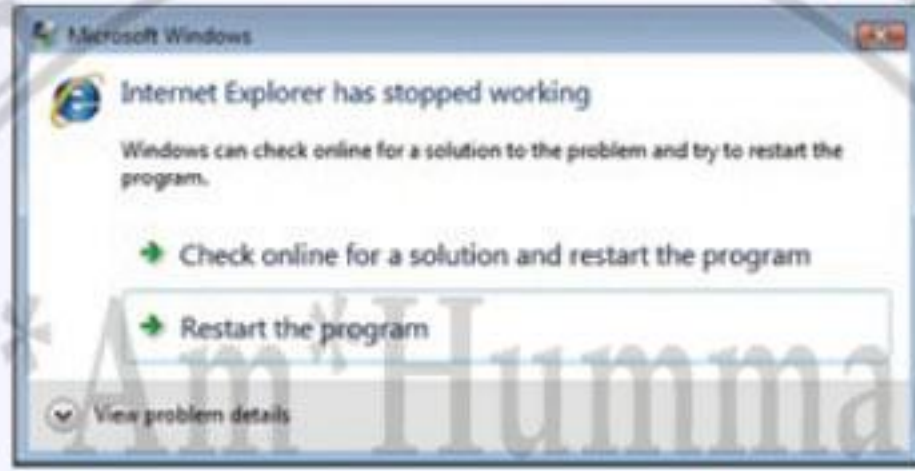 Microsoft Windows
Internet Explorer has stopped working
Windows can check online for a solution to the problem and try to restart the
program.
Check online for a solution and restart the program
Restart the program
*Am*Humma
View problem details